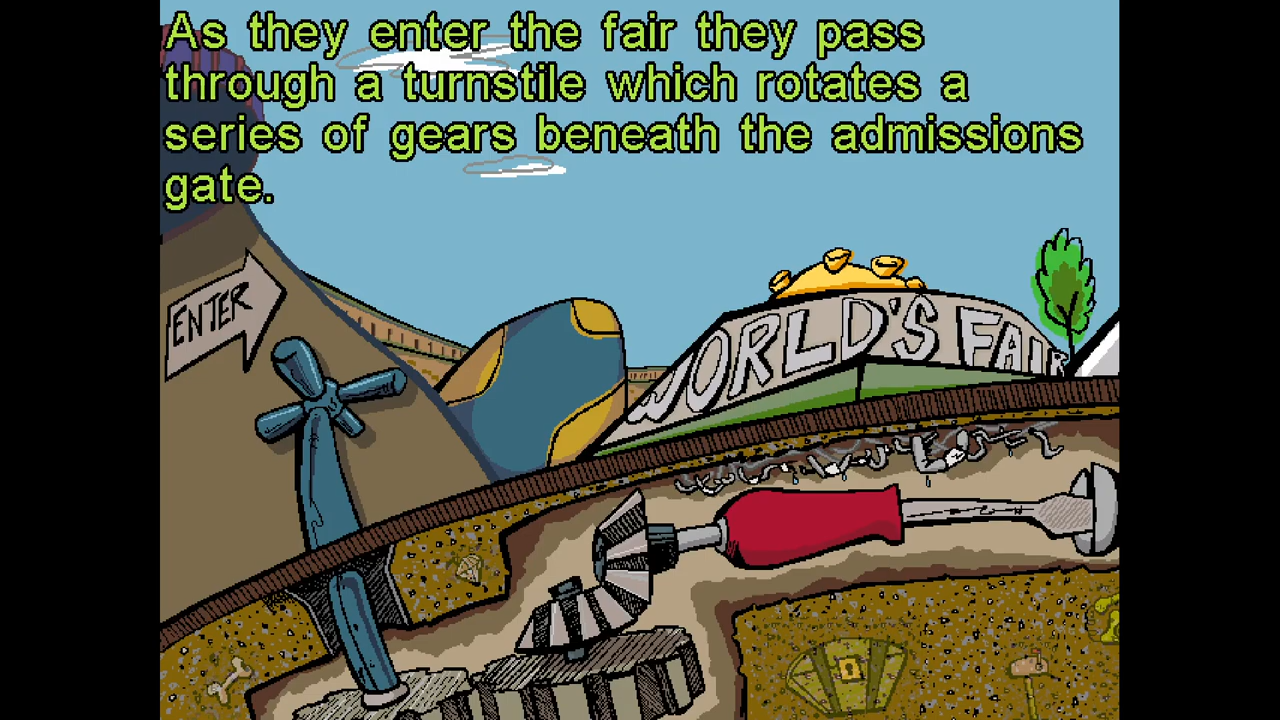 As they enter the fair they pass
through a turnstile which rotates a
series of gears beneath the admissions
gate.
ENTER
WORLD'S FAIR